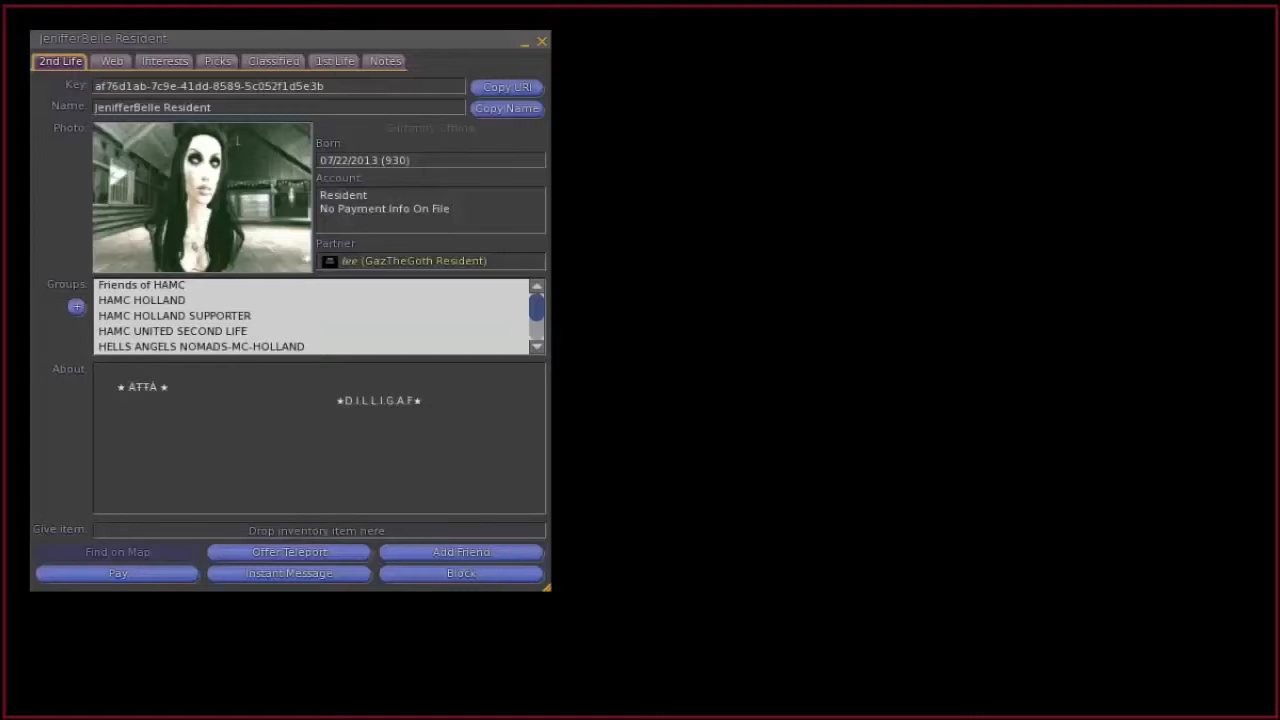 JenifferBelle Resident
2nd Life
Web
Interests
Picks
Classified
1st Life
Notes
Key:
af76d1ab-7c9e-41dd-8589-5c052f1d5e3b
Copy URI
Name:
JenifferBelle Resident
Copy Name
Photo:
Currently Offline
Born:
07/22/2013 (930)
Account:
Resident
No Payment Info On File
Partner
lee (GazTheGoth Resident)
Groups:
Friends of HAMC
HAMC HOLLAND
HAMC HOLLAND SUPPORTER
HAMC UNITED SECOND LIFE
HELLS ANGELS NOMADS-MC-HOLLAND
About:
★ ATTA ★
★D.I.L.L.I.G.A.F★
Give item:
Drop inventory item here
Find on Map
Offer Teleport
Add Friend
Pay
Instant Message
Block